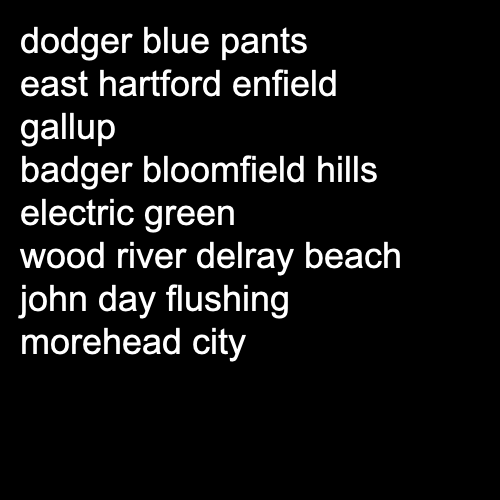 dodger blue pants
east hartford enfield
gallup
badger bloomfield hills
electric green
wood river delray beach
john day flushing
morehead city